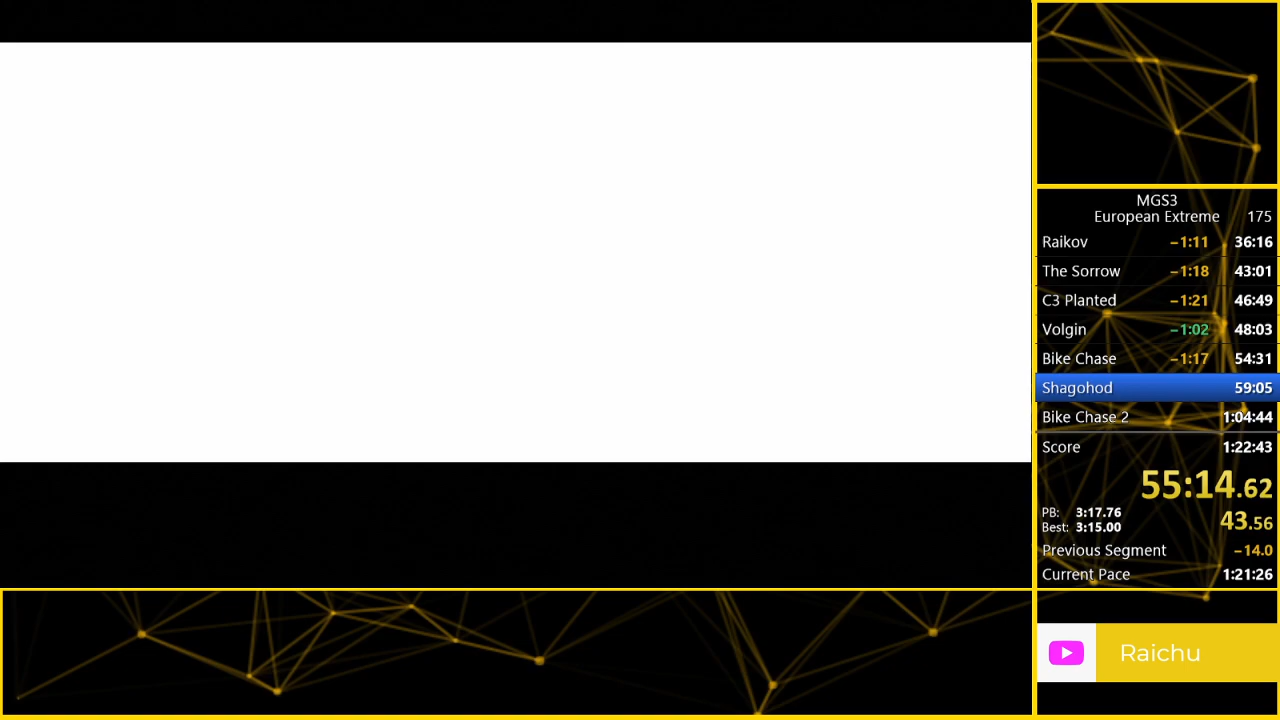 MGS3
European Extreme 175
Raikov −1:11 36:16
The Sorrow −1:18 43:01
C3 Planted −1:21 46:49
Volgin −1:02 48:03
Bike Chase −1:17 54:31
Shagohod 59:05
Bike Chase 2 1:04:44
Score 1:22:43
55:14.62
PB: 3:17.76
Best: 3:15.00
43.56
Previous Segment −14.0
Current Pace 1:21:26
Raichu